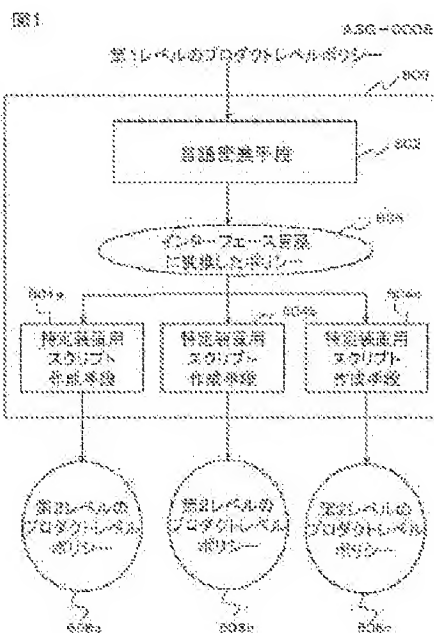 図1
第1レベルのプロダクトレベルポリシー
言語変換手段
802
インターフェース言語
に変換したポリシー
特定装置用
スクリプト
作成手段
特定装置用
スクリプト
作成手段
特定装置用
スクリプト
作成手段
第2レベルの
プロダクトレベル
ポリシー
第2レベルの
プロダクトレベル
ポリシー
第2レベルの
プロダクトレベル
ポリシー